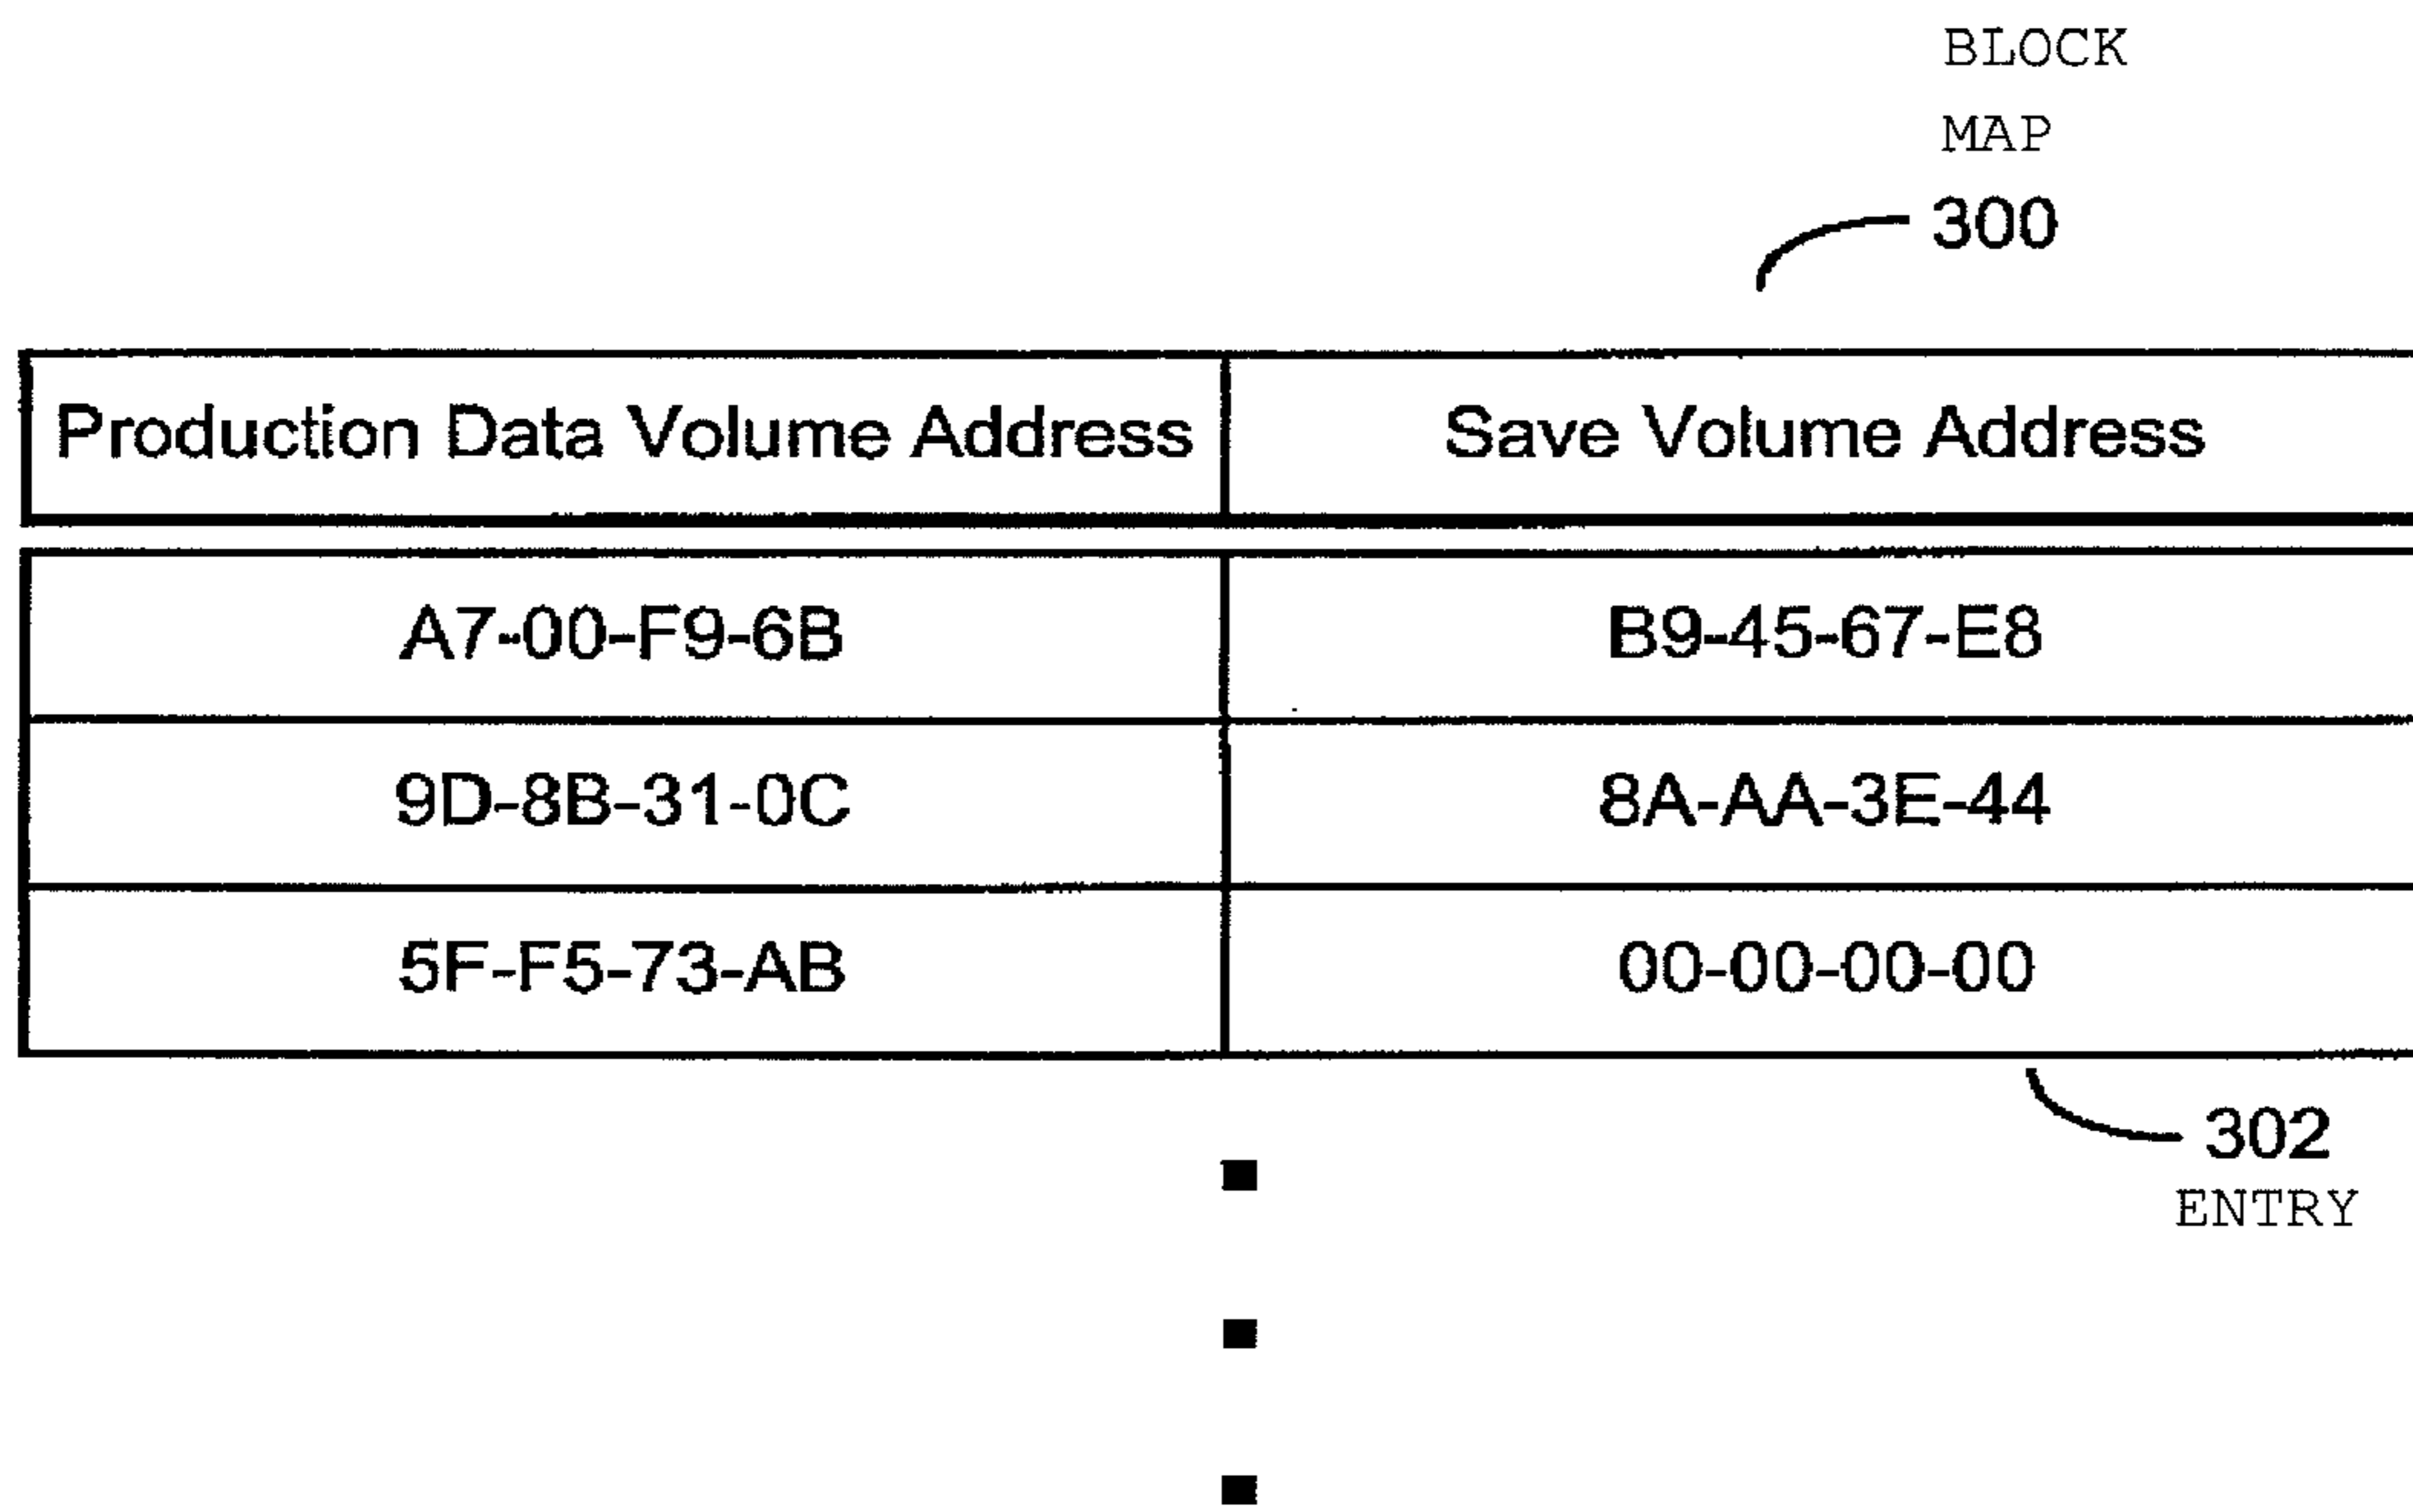 BLOCK
MAP
300
Production Data Volume Address Save Volume Address
A7-00-F9-6B B9-45-67-E8
9D-8B-31-0C 8A-AA-3E-44
5F-F5-73-AB 00-00-00-00
302
ENTRY